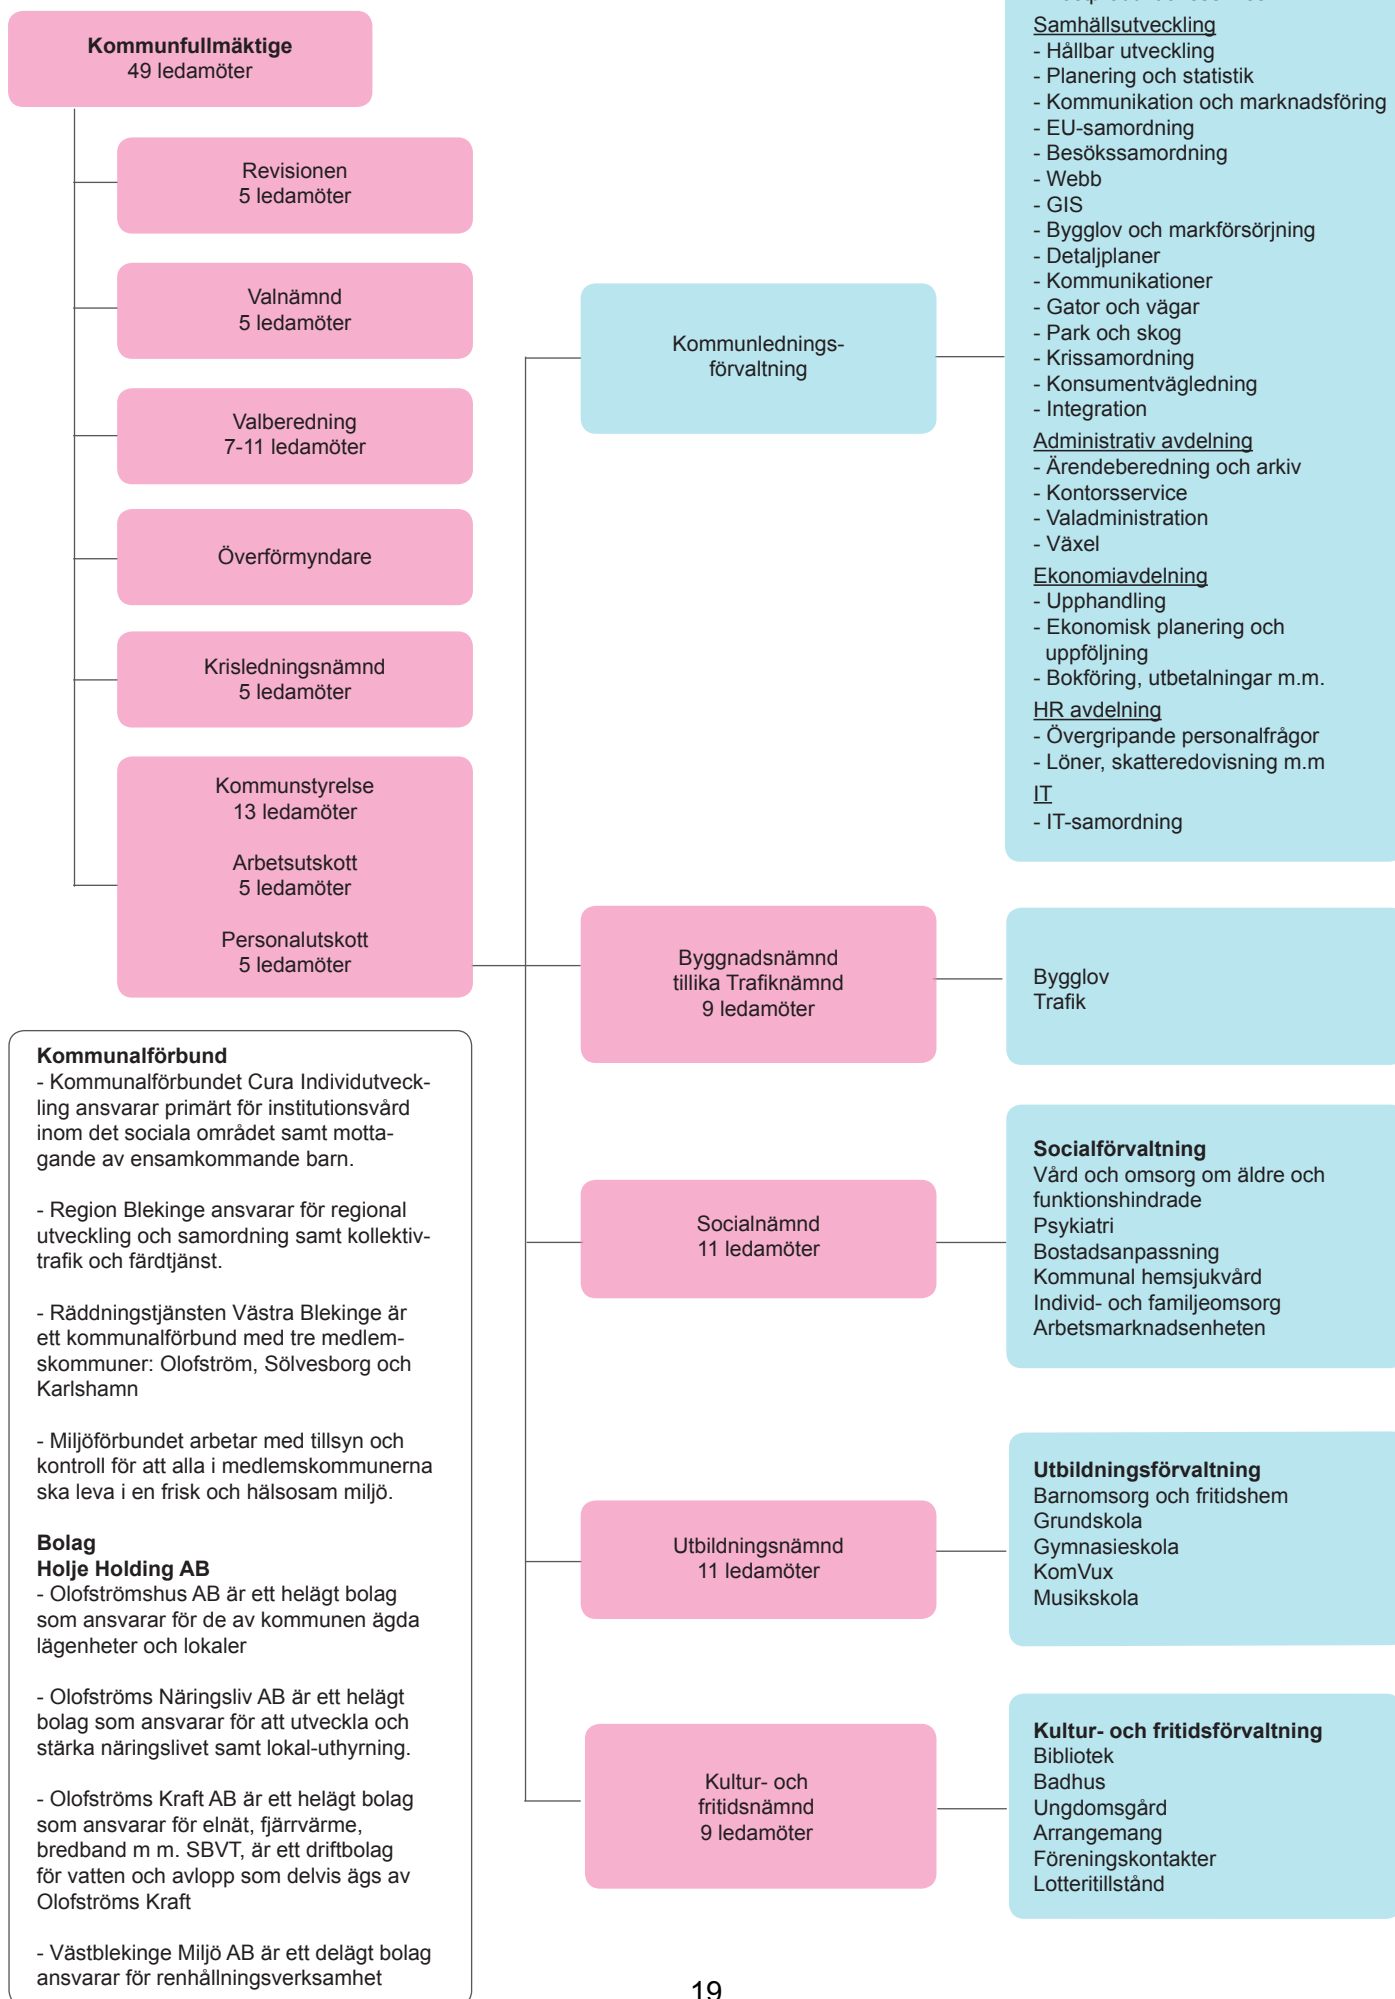 Kommunfullmäktige
49 ledamöter
Revisionen
5 ledamöter
Valnämnd
5 ledamöter
Valberedning
7-11 ledamöter
Överförmyndare
Krisledningsnämnd
5 ledamöter
Kommunstyrelse
13 ledamöter
Arbetsutskott
5 ledamöter
Personalutskott
5 ledamöter
Kommunalförbund
- Kommunalförbundet Cura Individutveck-
ling ansvarar primärt för institutionsvård
inom det sociala området samt motta-
gande av ensamkommande barn.
- Region Blekinge ansvarar för regional
utveckling och samordning samt kollektiv-
trafik och färdtjänst.
- Räddningstjänsten Västra Blekinge är
ett kommunalförbund med tre medlem-
skommuner: Olofström, Sölvesborg och
Karlshamn
- Miljöförbundet arbetar med tillsyn och
kontroll för att alla i medlemskommunerna
ska leva i en frisk och hälsosam miljö.
Bolag
Holje Holding AB
- Olofströmshus AB är ett helägt bolag
som ansvarar för de av kommunen ägda
lägenheter och lokaler
- Olofströms Näringsliv AB är ett helägt
bolag som ansvarar för att utveckla och
stärka näringslivet samt lokal-uthyrning.
- Olofströms Kraft AB är ett helägt bolag
som ansvarar för elnät, fjärrvärme,
bredband m m. SBVT, är ett driftbolag
för vatten och avlopp som delvis ägs av
Olofströms Kraft
- Västblekinge Miljö AB är ett delägt bolag
ansvarar för renhållningsverksamhet
Kommunlednings-
förvaltning
Samhällsutveckling
- Hållbar utveckling
- Planering och statistik
- Kommunikation och marknadsföring
- EU-samordning
- Besökssamordning
- Webb
- GIS
- Bygglov och markförsörjning
- Detaljplaner
- Kommunikationer
- Gator och vägar
- Park och skog
- Krissamordning
- Konsumentvägledning
- Integration
Administrativ avdelning
- Ärendeberedning och arkiv
- Kontorsservice
- Valadministration
- Växel
Ekonomiavdelning
- Upphandling
- Ekonomisk planering och
uppföljning
- Bokföring, utbetalningar m.m.
HR avdelning
- Övergripande personalfrågor
- Löner, skatteredovisning m.m
IT
- IT-samordning
Byggnadsnämnd
tillika Trafiknämnd
9 ledamöter
Bygglov
Trafik
Socialnämnd
11 ledamöter
Socialförvaltning
Vård och omsorg om äldre och
funktionshindrade
Psykiatri
Bostadsanpassning
Kommunal hemsjukvård
Individ- och familjeomsorg
Arbetsmarknadsenheten
Utbildningsnämnd
11 ledamöter
Utbildningsförvaltning
Barnomsorg och fritidshem
Grundskola
Gymnasieskola
KomVux
Musikskola
Kultur- och
fritidsnämnd
9 ledamöter
Kultur- och fritidsförvaltning
Bibliotek
Badhus
Ungdomsgård
Arrangemang
Föreningskontakter
Lotteritillstånd
19